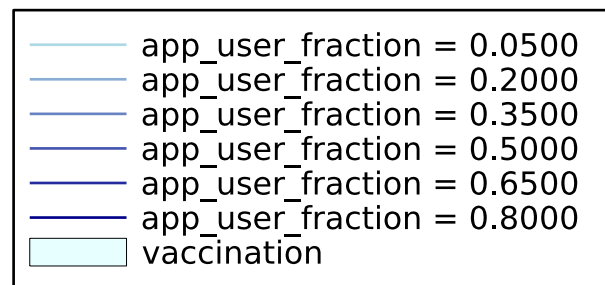 app_user_fraction = 0.0500
app_user_fraction = 0.2000
app_user_fraction = 0.3500
app_user_fraction = 0.5000
app_user_fraction = 0.6500
app_user_fraction = 0.8000
vaccination